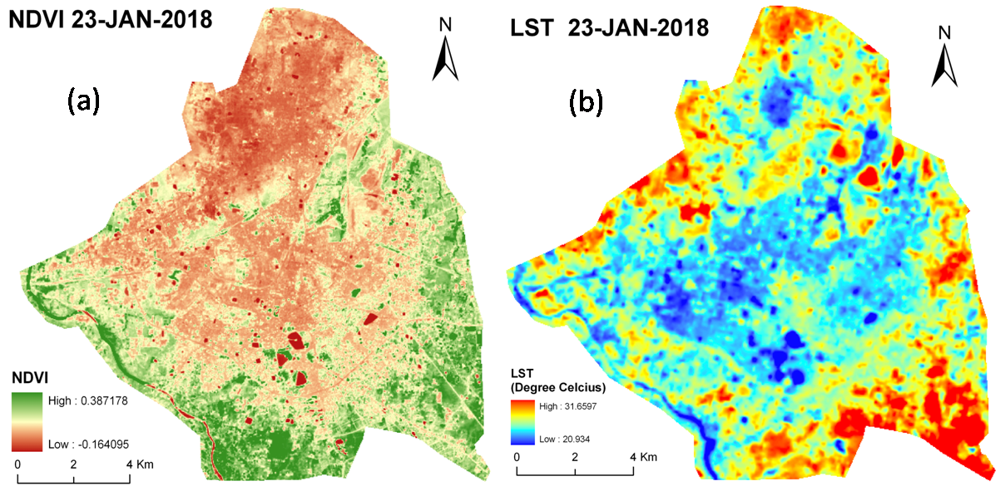 NDVI 23-JAN-2018
N
(a)
NDVI
High : 0.387178
Low : -0.164095
0 2 4 Km
LST 23-JAN-2018
N
(b)
LST
(Degree Celcius)
High : 31.6597
Low : 20.934
0 2 4 Km